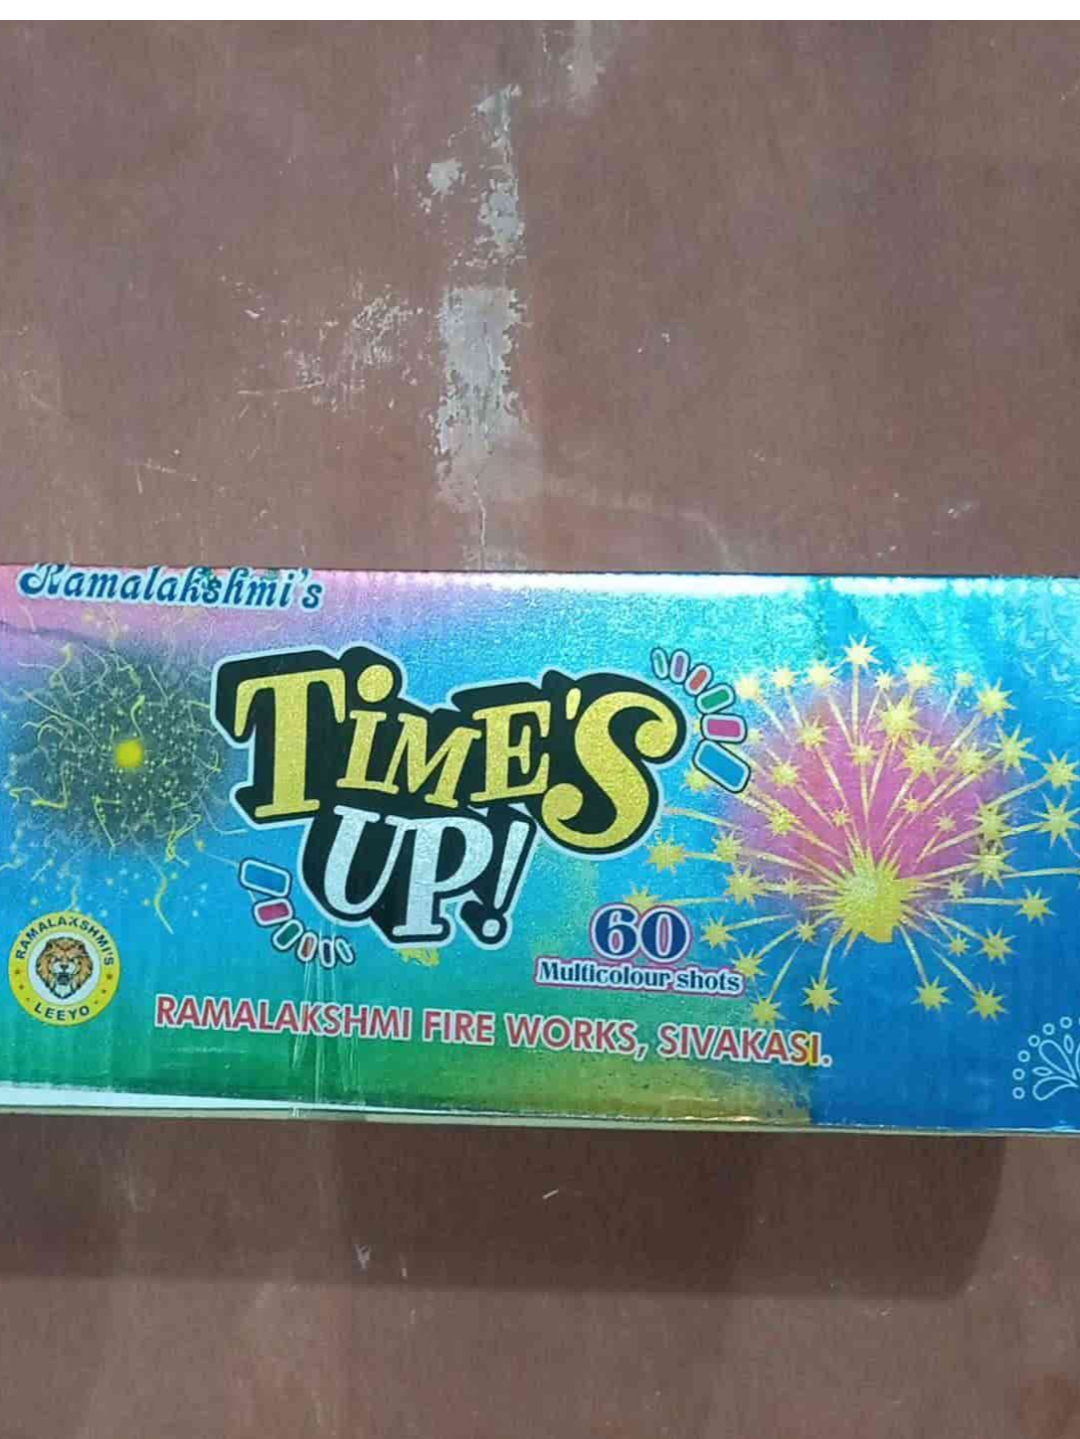 Ramalakshmi's
TiME'S
UP!
60
Multicolour shots
RAMALAXSHMI'S
LEEYO
RAMALAKSHMI FIRE WORKS, SIVAKASI.